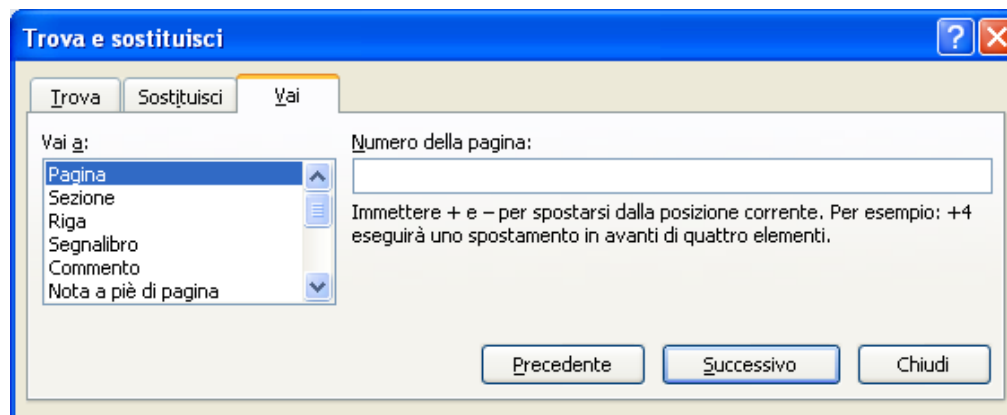 Trova e sostituisci
Trova Sostituisci Vai
Vai a:
Pagina
Sezione
Riga
Segnalibro
Commento
Nota a piè di pagina
Numero della pagina:
Immettere + e – per spostarsi dalla posizione corrente. Per esempio: +4
eseguirà uno spostamento in avanti di quattro elementi.
Precedente Successivo Chiudi